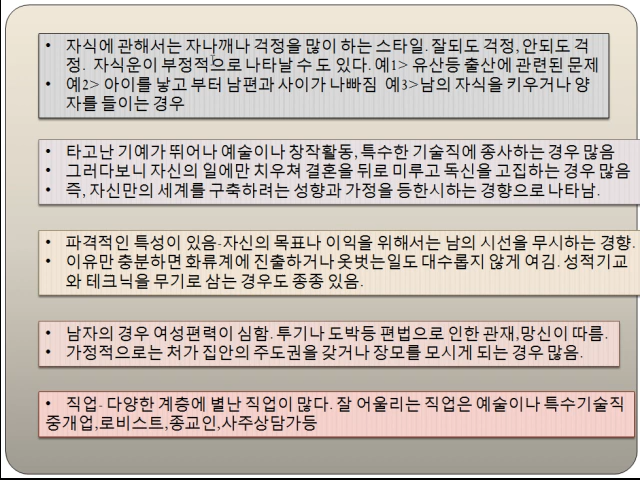 • 자식에 관해서는 자나깨나 걱정을 많이 하는 스타일. 잘되도 걱정, 안되도 걱
정. 자식운이 부정적으로 나타날 수 도 있다. 예1> 유산등 출산에 관련된 문제
• 예2> 아이를 낳고 부터 남편과 사이가 나빠짐 예3>남의 자식을 키우거나 양
자를 들이는 경우
• 타고난 기예가 뛰어나 예술이나 창작활동, 특수한 기술직에 종사하는 경우 많음
• 그러다보니 자신의 일에만 치우쳐 결혼을 뒤로 미루고 독신을 고집하는 경우 많음
• 즉, 자신만의 세계를 구축하려는 성향과 가정을 등한시하는 경향으로 나타남.
• 파격적인 특성이 있음-자신의 목표나 이익을 위해서는 남의 시선을 무시하는 경향.
• 이유만 충분하면 화류계에 진출하거나 옷벗는일도 대수롭지 않게 여김. 성적기교
와 테크닉을 무기로 삼는 경우도 종종 있음.
• 남자의 경우 여성편력이 심함. 투기나 도박등 편법으로 인한 관재,망신이 따름.
• 가정적으로는 처가 집안의 주도권을 갖거나 장모를 모시게 되는 경우 많음.
• 직업- 다양한 계층에 별난 직업이 많다. 잘 어울리는 직업은 예술이나 특수기술직
중개업,로비스트,종교인,사주상담가등